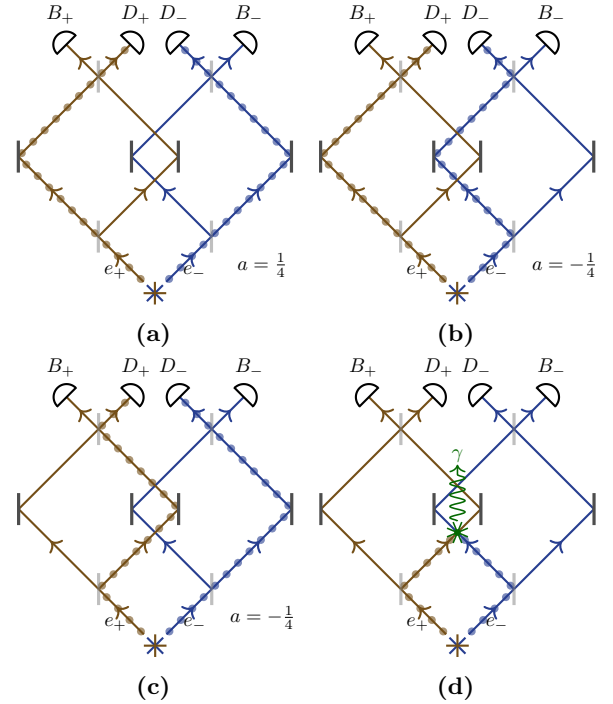 B₊ D₊ D₋ B₋ B₊ D₊ D₋ B₋
e₊ e₋ a = 1/4 e₊ e₋ a = −1/4
(a) (b)
B₊ D₊ D₋ B₋ B₊ D₊ D₋ B₋
γ
e₊ e₋ a = −1/4 e₊ e₋
(c) (d)